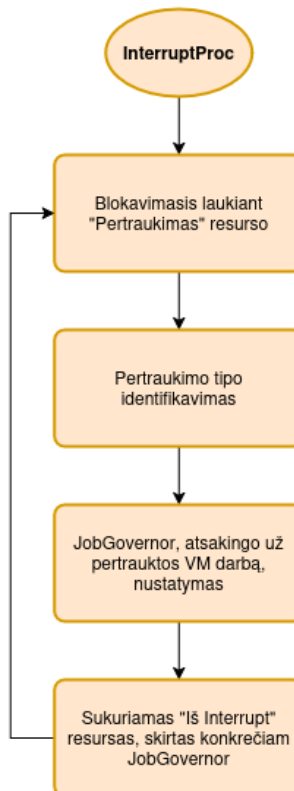 InterruptProc
Blokavimasis laukiant
"Pertraukimas" resurso
Pertraukimo tipo
identifikavimas
JobGovernor, atsakingo už
pertrauktos VM darbą,
nustatymas
Sukuriamas "Iš Interrupt"
resursas, skirtas konkrečiam
JobGovernor